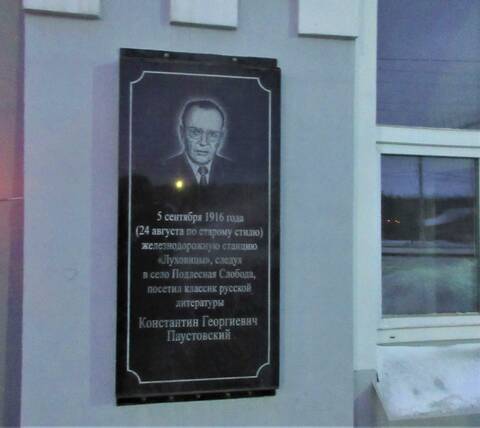 5 сентября 1916 года
(24 августа по старому стилю)
железнодорожную станцию
«Луховицы», следуя
в село Подлесная Слобода,
посетил классик русской
литературы
Константин Георгиевич
Паустовский